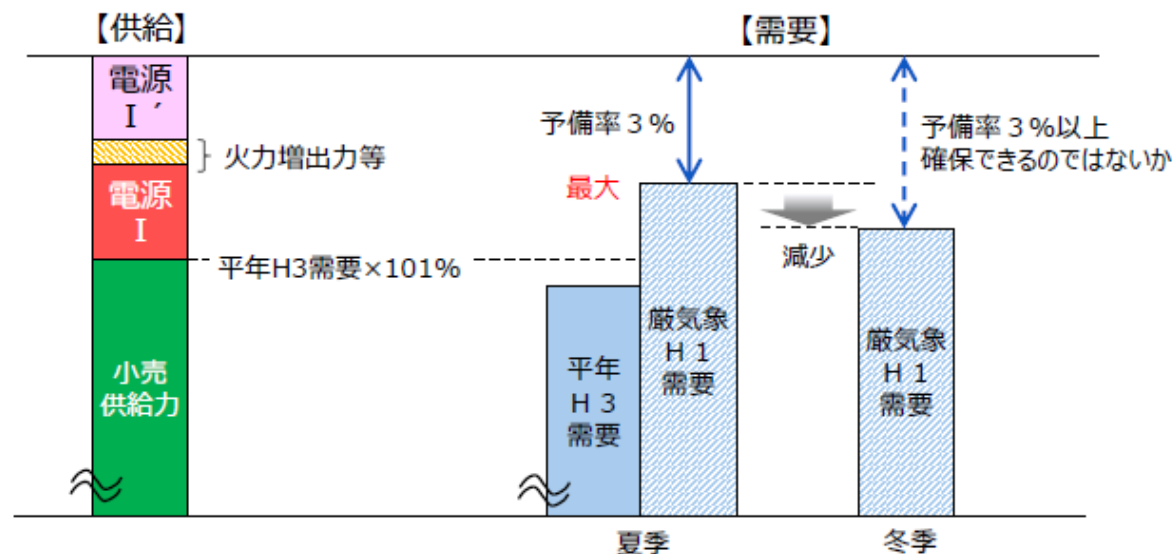 【供給】
【需要】
電源
Ⅰ´
火力増出力等
電源
Ⅰ
平年H3需要×101%
小売
供給力
予備率３%
最大
予備率３%以上
確保できるのではないか
減少
平年
Ｈ３
需要
厳気象
Ｈ１
需要
厳気象
Ｈ１
需要
夏季
冬季